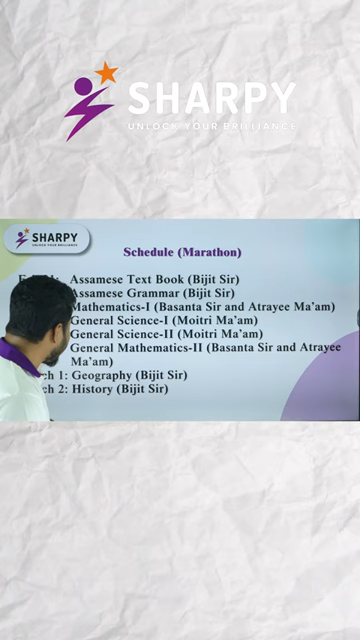 SHARPY
UNLOCK YOUR BRILLIANCE
SHARPY
UNLOCK YOUR BRILLIANCE
Schedule (Marathon)
Assamese Text Book (Bijit Sir)
Assamese Grammar (Bijit Sir)
Mathematics-I (Basanta Sir and Atrayee Ma'am)
General Science-I (Moitri Ma'am)
General Science-II (Moitri Ma'am)
General Mathematics-II (Basanta Sir and Atrayee
Ma'am)
1: Geography (Bijit Sir)
2: History (Bijit Sir)